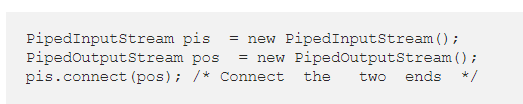 PipedInputStream pis = new PipedInputStream();
PipedOutputStream pos = new PipedOutputStream();
pis.connect(pos); /* Connect the two ends */